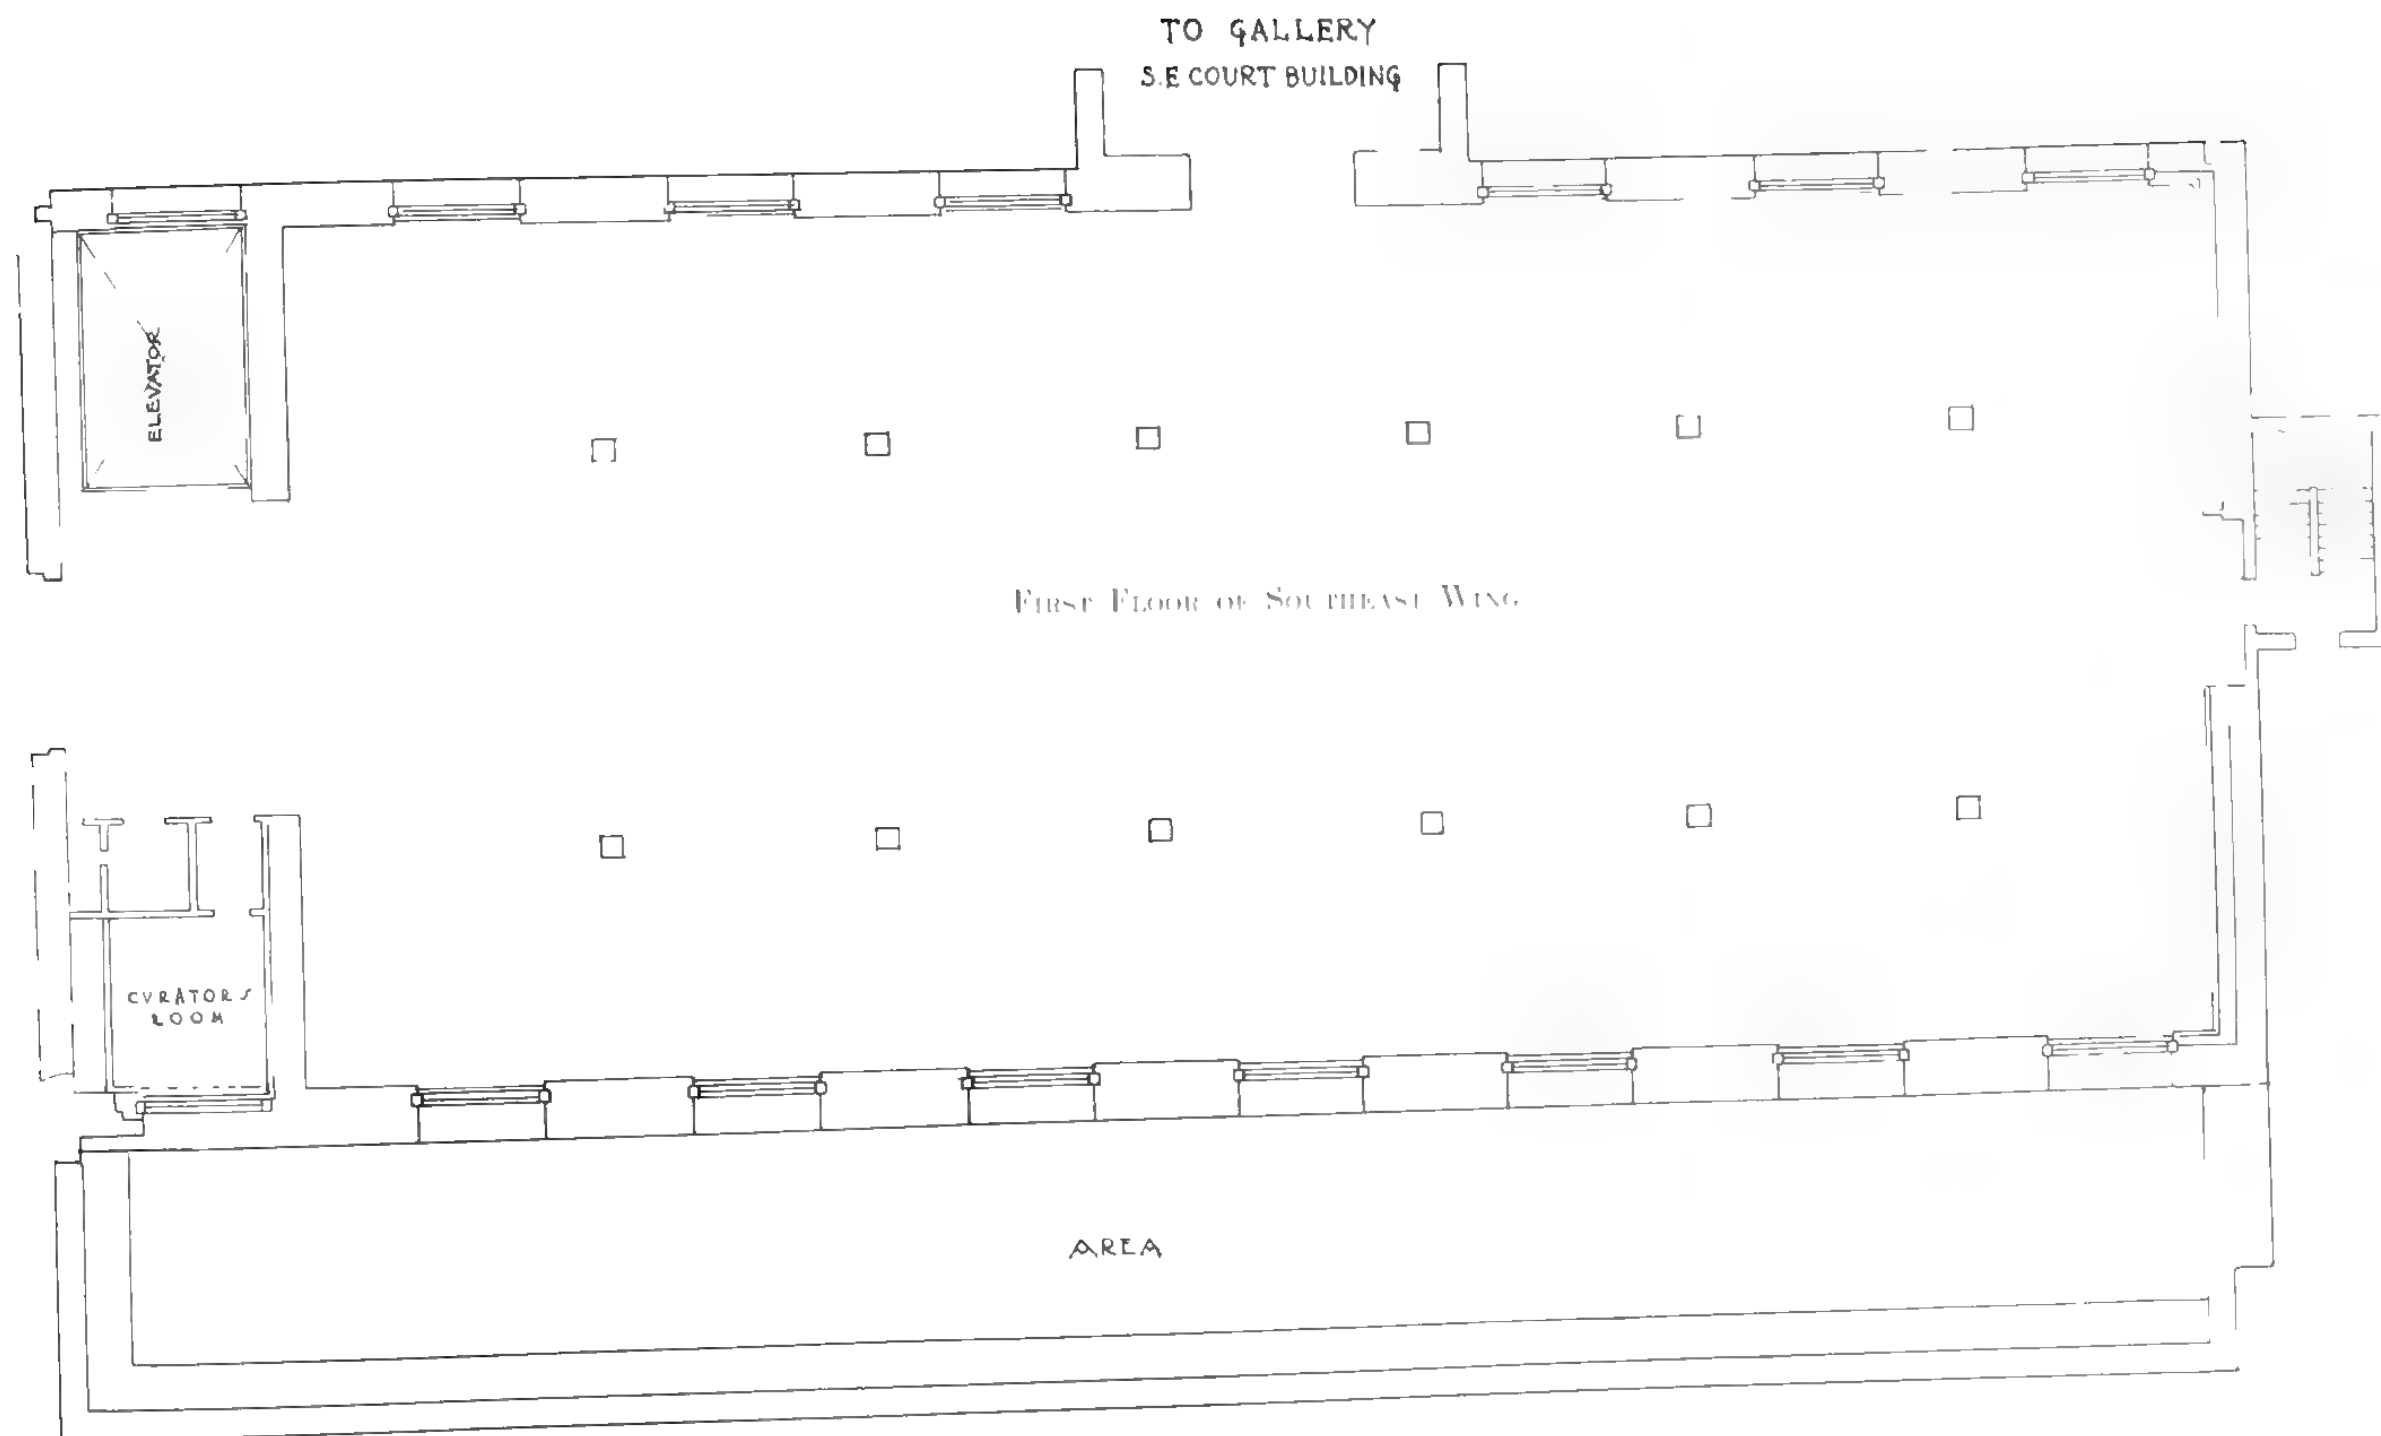 TO GALLERY
S.E COURT BUILDING
ELEVATOR
FIRST FLOOR OF SOUTHEAST WING
CVRATORS
ROOM
AREA